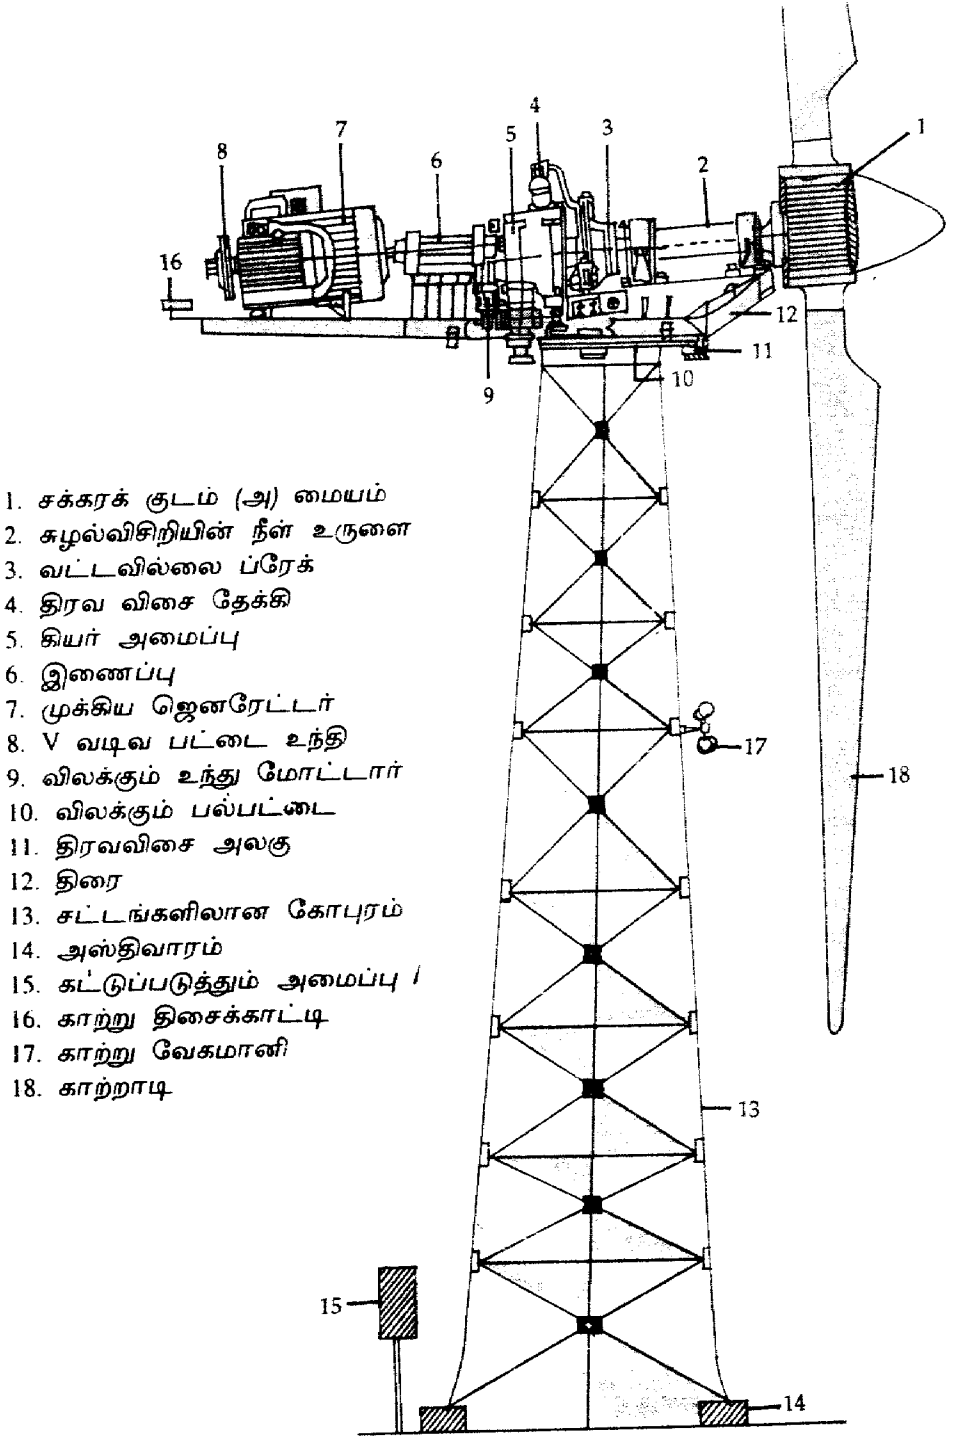 1
4
3
7
5
2
8
6
16
12
11
10
9
1. சக்கரக் குடம் (அ) மையம்
2. சுழல்விசிறியின் நீள் உருளை
3. வட்டவில்லை ப்ரேக்
4. திரவ விசை தேக்கி
5. கியர் அமைப்பு
6. இணைப்பு
7. முக்கிய ஜெனரேட்டர்
8. V வடிவ பட்டை உந்தி
9. விலக்கும் உந்து மோட்டார்
10. விலக்கும் பல்பட்டை
11. திரவவிசை அலகு
12. திரை
13. சட்டங்களிலான கோபுரம்
14. அஸ்திவாரம்
15. கட்டுப்படுத்தும் அமைப்பு
16. காற்று திசைக்காட்டி
17. காற்று வேகமானி
18. காற்றாடி
17
18
13
15
14